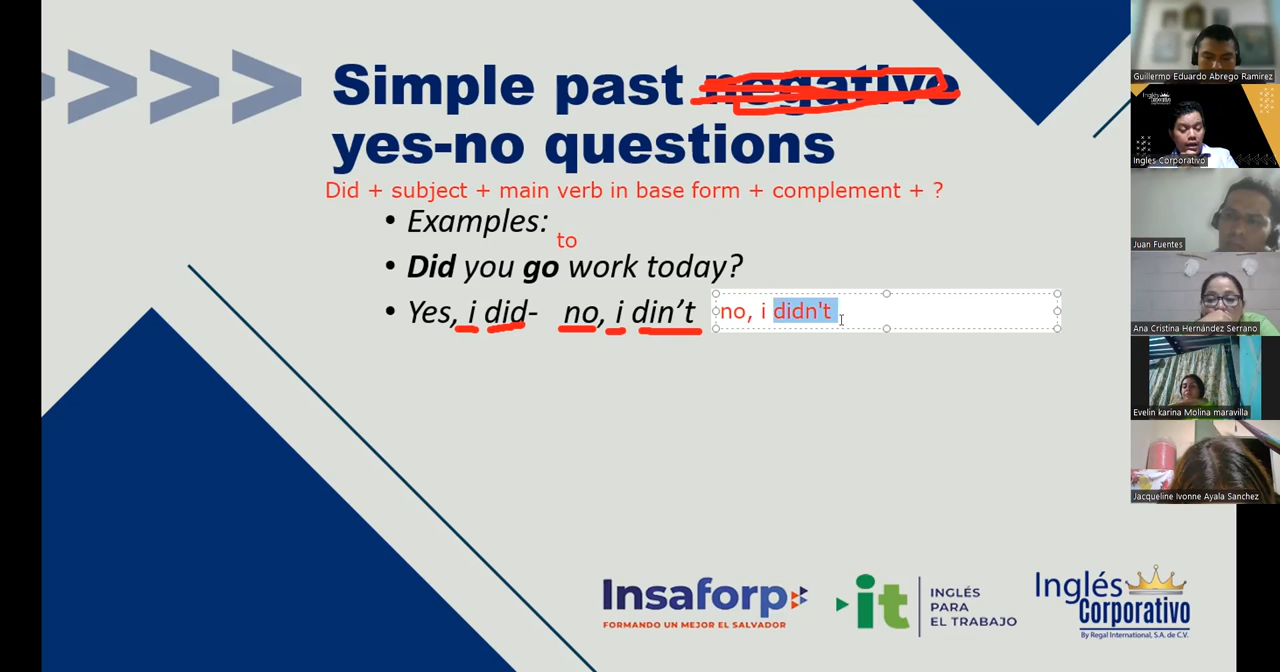 Simple past negative
yes-no questions
Did + subject + main verb in base form + complement + ?
• Examples:
to
• Did you go work today?
• Yes, i did- no, i din't no, i didn't
Insaforp
FORMANDO UN MEJOR EL SALVADOR
it
INGLÉS
PARA
EL TRABAJO
Inglés
Corporativo
By Regal International, S.A. de C.V.
Guillermo Eduardo Abrego Ramirez
Inglés Corporativo
Ingles Corporativo
Juan Fuentes
Ana Cristina Hernández Serrano
Evelin karina Molina maravilla
Jacqueline Ivonne Ayala Sanchez